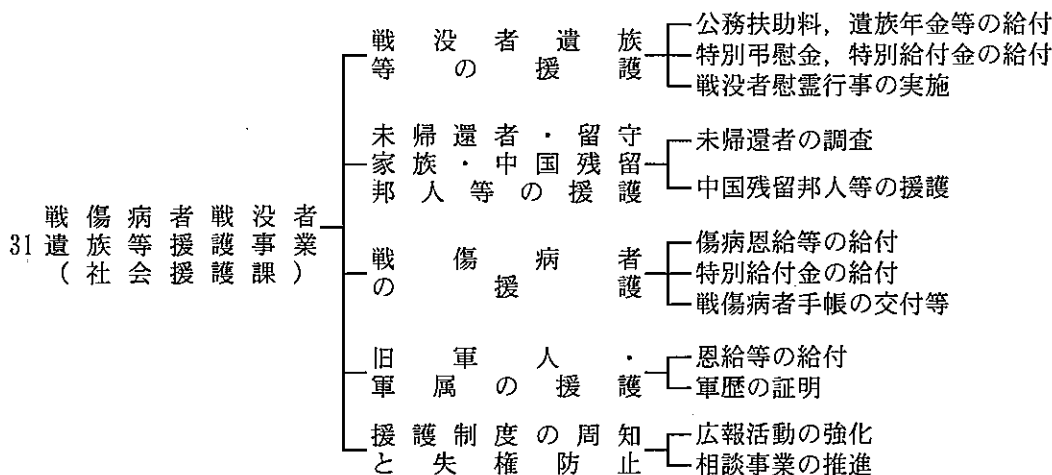 31 戦傷病者戦没者
遺族等援護事業
（社会援護課）
戦没者遺族
等の援護
公務扶助料，遺族年金等の給付
特別弔慰金，特別給付金の給付
戦没者慰霊行事の実施
未帰還者・留守
家族・中国残留
邦人等の援護
未帰還者の調査
中国残留邦人等の援護
戦傷病者
の援護
傷病恩給等の給付
特別給付金の給付
戦傷病者手帳の交付等
旧軍人・
軍属の援護
恩給等の給付
軍歴の証明
援護制度の周知
と失権防止
広報活動の強化
相談事業の推進